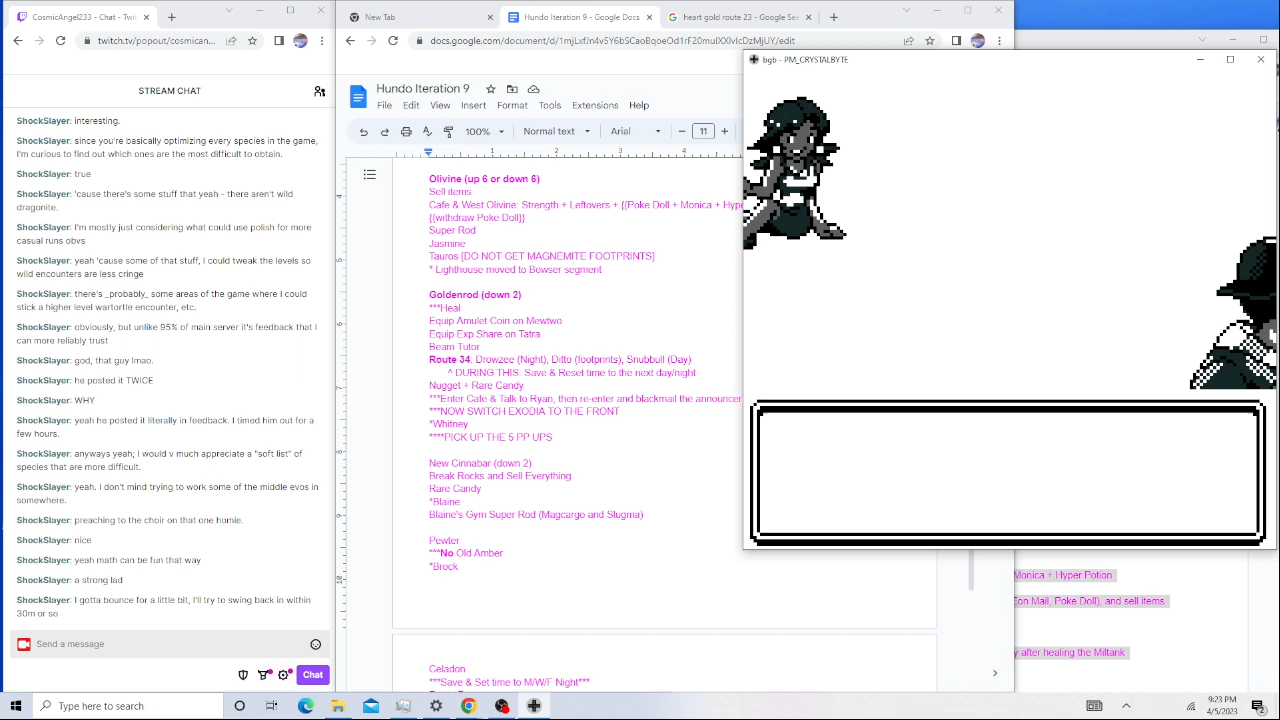 CosmicAngel233 - Chat - Twit
twitch.tv/popout/cosmican...
STREAM CHAT
ShockSlayer: interesting.
ShockSlayer: since you're basically optimizing every species in the game,
I'm curious to find out which ones are the most difficult to obtain.
ShockSlayer: true
ShockSlayer: 'cause there's some stuff that yeah - there aren't wild
dragonite.
ShockSlayer: I'm mostly just considering what could use polish for more
casual runs obvs
ShockSlayer: yeah 'cause some of that stuff, I could tweak the levels so
wild encounters are less cringe
ShockSlayer: there's _probably_ some areas of the game where I could
stick a higher level wartortle encounter, etc.
ShockSlayer: obviously, but unlike 95% of main server it's feedback that I
can more reliably trust
ShockSlayer: god, that guy lmao.
ShockSlayer: he posted it TWICE
ShockSlayer: WHY
ShockSlayer: yeah he posted it literally in feedback. I timed him out for a
few hours.
ShockSlayer: anyways yeah; I would v much appreciate a "soft list" of
species that are more difficult.
ShockSlayer: yeah. I don't mind trying to work some of the middle evos in
somewhere.
ShockSlayer: preaching to the choir on that one homie.
ShockSlayer: nice
ShockSlayer: yeah math can be fun that way
ShockSlayer: a strong lad
ShockSlayer: I gotta bounce for a little bit, I'll try to swing back in within
30m or so
Send a message
Chat
New Tab
Hundo Iteration 9 - Google Docs
heart gold route 23 - Google Sea
Hundo Iteration 9
File Edit View Insert Format Tools Extensions Help
100% Normal text Arial 11
1 2 3 4
Olivine (up 6 or down 6)
Sell items
Cafe & West Olivine: Strength + Leftovers + {{Poke Doll + Monica + Hype
{{withdraw Poke Doll}}
Super Rod
Jasmine
Tauros [DO NOT GET MAGNEMITE FOOTPRINTS]
* Lighthouse moved to Bowser segment
Goldenrod (down 2)
***Heal
Equip Amulet Coin on Mewtwo
Equip Exp Share on Tatra
Beam Tutor
Route 34. Drowzee (Night), Ditto (footprints), Snubbull (Day)
^ DURING THIS: Save & Reset time to the next day/night
Nugget + Rare Candy
***Enter Cafe & Talk to Ryan, then re-enter and blackmail the announcer
***NOW SWITCH EXODIA TO THE FRONT
*Whitney
****PICK UP THE 5 PP UPS
New Cinnabar (down 2)
Break Rocks and Sell Everything
Rare Candy
*Blaine
Blaine's Gym Super Rod (Magcargo and Slugma)
Pewter
***No Old Amber
*Brock
Celadon
***Save & Set time to M/W/F Night***
bgb - PM_CRYSTALBYTE
Monica + Hyper Potion
Eon Mail, Poke Doll), and sell items
y after healing the Miltank
Type here to search
9:23 PM
4/5/2023